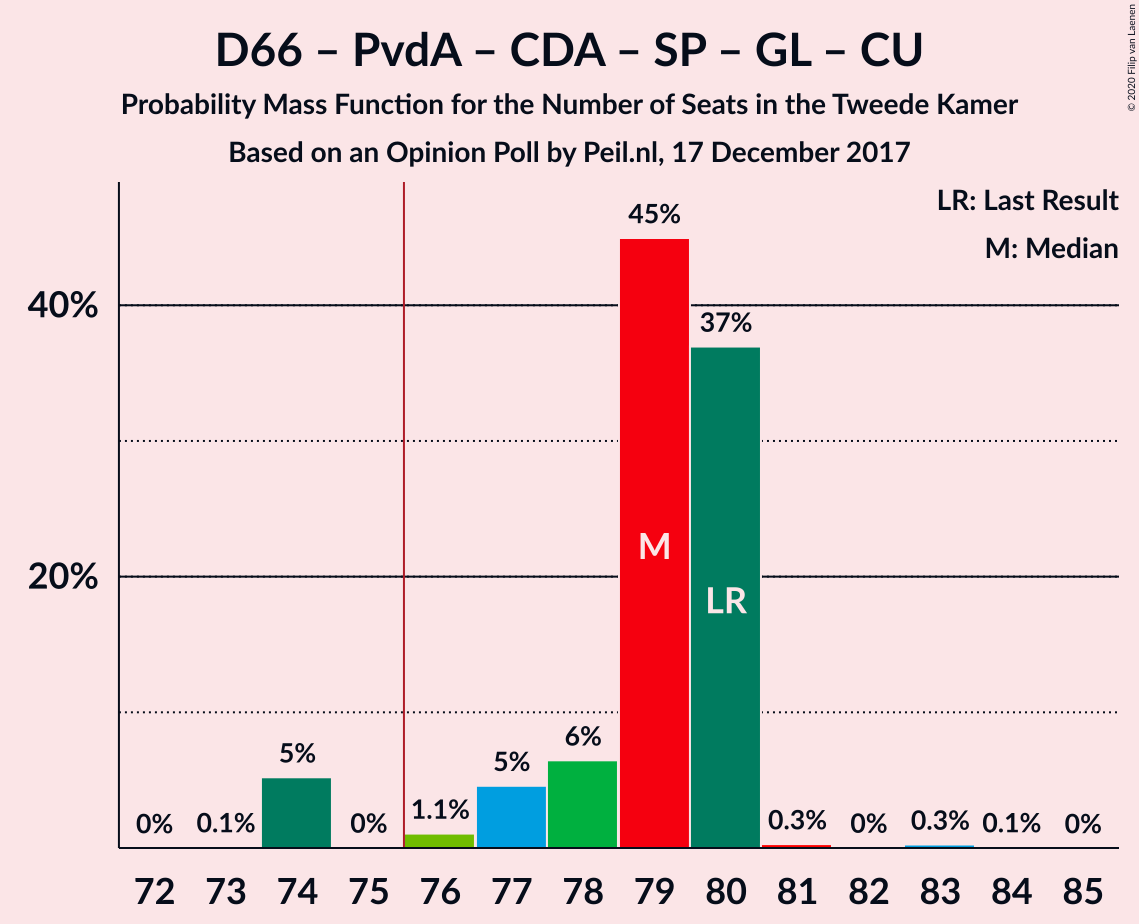 D66 – PvdA – CDA – SP – GL – CU
Probability Mass Function for the Number of Seats in the Tweede Kamer
Based on an Opinion Poll by Peil.nl, 17 December 2017
© 2020 Filip van Laenen
LR: Last Result
M: Median
40%
20%
0%
0.1%
5%
0%
1.1%
5%
6%
45%
37%
0.3%
0%
0.3%
0.1%
0%
M
LR
72 73 74 75 76 77 78 79 80 81 82 83 84 85